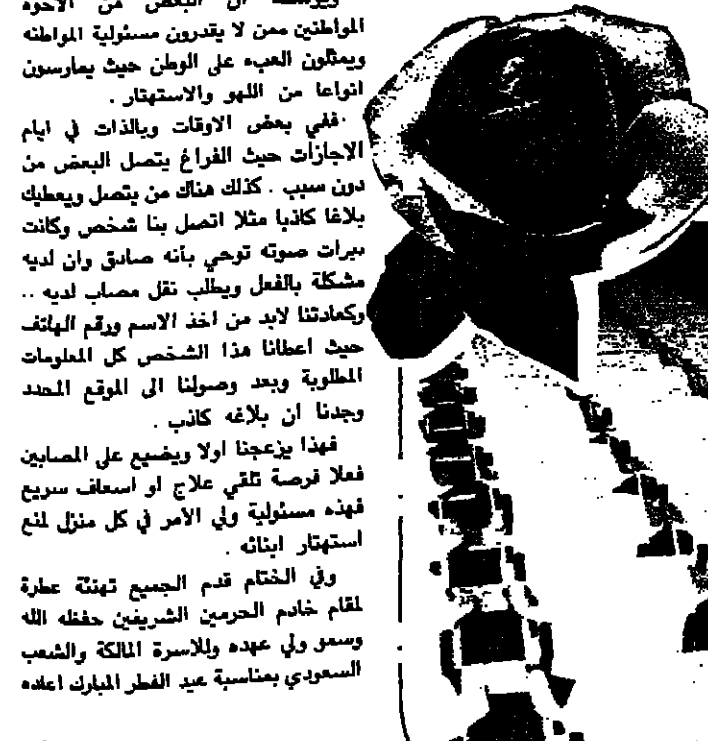 ان البعض من الاخوه
المواطنين ممن لا يقدرون مسئولية المواطنه
ويمثلون العبء على الوطن حيث يمارسون
انواعا من اللهو والاستهتار .
ففي بعض الاوقات وبالذات في ايام
الاجازات حيث الفراغ يتصل البعض من
دون سبب . كذلك هناك من يتصل ويعطيك
بلاغا كاذبا مثلا اتصل بنا شخص وكانت
نبرات صوته توحي بأنه صادق وان لديه
مشكلة بالفعل ويطلب نقل مصاب لديه ..
وكعادتنا لابد من اخذ الاسم ورقم الهاتف
حيث اعطانا هذا الشخص كل المعلومات
المطلوبة وبعد وصولنا الى الموقع المحدد
وجدنا ان بلاغه كاذب .
فهذا يزعجنا اولا ويضيع على المصابين
فعلا فرصة تلقي علاج او اسعاف سريع
فهذه مسئولية ولي الامر في كل منزل لمنع
استهتار ابنائه .
وفي الختام قدم الجميع تهنئة عطرة
لمقام خادم الحرمين الشريفين حفظه الله
وسمو ولي عهده وللاسرة المالكة والشعب
السعودي بمناسبة عيد الفطر المبارك اعاده